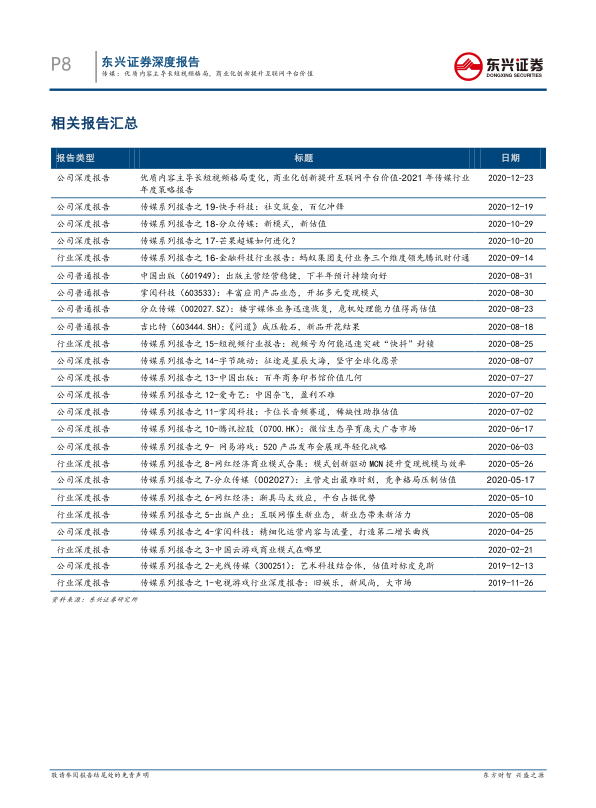 P8
东兴证券深度报告
传媒:优质内容主导长短视频格局,商业化创新提升互联网平台价值
东兴证券
DONGXING SECURITIES
相关报告汇总
报告类型 标题 日期
公司深度报告 优质内容主导长短视频格局变化,商业化创新提升互联网平台价值-2021 年传媒行业 2020-12-23
年度策略报告
公司深度报告 传媒系列报告之 19-快手科技:社交筑垒,百亿冲锋 2020-12-19
公司深度报告 传媒系列报告之 18-分众传媒:新模式,新估值 2020-10-29
公司深度报告 传媒系列报告之 17-芒果超媒如何进化? 2020-10-20
行业深度报告 传媒系列报告之 16-金融科技行业报告:蚂蚁集团支付业务三个维度领先腾讯财付通 2020-09-14
公司普通报告 中国出版(601949):出版主营经营稳健,下半年预计持续向好 2020-08-31
公司普通报告 掌阅科技(603533):丰富应用产品业态,开拓多元变现模式 2020-08-30
公司普通报告 分众传媒(002027.SZ):楼宇媒体业务迅速恢复,危机处理能力值得高估值 2020-08-23
公司普通报告 吉比特(603444.SH):《问道》成压舱石,新品开花结果 2020-08-18
行业深度报告 传媒系列报告之 15-短视频行业报告:视频号为何能迅速突破“快抖”封锁 2020-08-25
公司深度报告 传媒系列报告之 14-字节跳动:征途是星辰大海,坚守全球化愿景 2020-08-07
公司深度报告 传媒系列报告之 13-中国出版:百年商务印书馆价值几何 2020-07-27
公司深度报告 传媒系列报告之 12-爱奇艺:中国奈飞,盈利不难 2020-07-20
公司深度报告 传媒系列报告之 11-掌阅科技:卡位长音频赛道,稀缺性助推估值 2020-07-02
公司深度报告 传媒系列报告之 10-腾讯控股(0700.HK):微信生态孕育庞大广告市场 2020-06-17
公司深度报告 传媒系列报告之 9- 网易游戏:520 产品发布会展现年轻化战略 2020-06-03
行业深度报告 传媒系列报告之 8-网红经济商业模式合集:模式创新驱动 MCN 提升变现规模与效率 2020-05-26
公司深度报告 传媒系列报告之 7-分众传媒(002027):主营走出最难时刻,竞争格局压制估值 2020-05-17
行业深度报告 传媒系列报告之 6-网红经济:渐具马太效应,平台占据优势 2020-05-10
行业深度报告 传媒系列报告之 5-出版产业:互联网催生新业态,新业态带来新活力 2020-05-08
公司深度报告 传媒系列报告之 4-掌阅科技:精细化运营内容与流量,打造第二增长曲线 2020-04-25
行业深度报告 传媒系列报告之 3-中国云游戏商业模式在哪里 2020-02-21
公司深度报告 传媒系列报告之 2-光线传媒(300251):艺术科技结合体,估值对标皮克斯 2019-12-13
行业深度报告 传媒系列报告之 1-电视游戏行业深度报告:旧娱乐,新风尚,大市场 2019-11-26
资料来源:东兴证券研究所
敬请参阅报告结尾处的免责声明 东方财智 兴盛之源